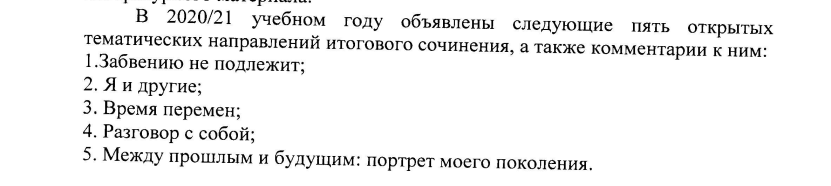 В 2020/21 учебном году объявлены следующие пять открытых
тематических направлений итогового сочинения, а также комментарии к ним:
1.Забвению не подлежит;
2. Я и другие;
3. Время перемен;
4. Разговор с собой;
5. Между прошлым и будущим: портрет моего поколения.